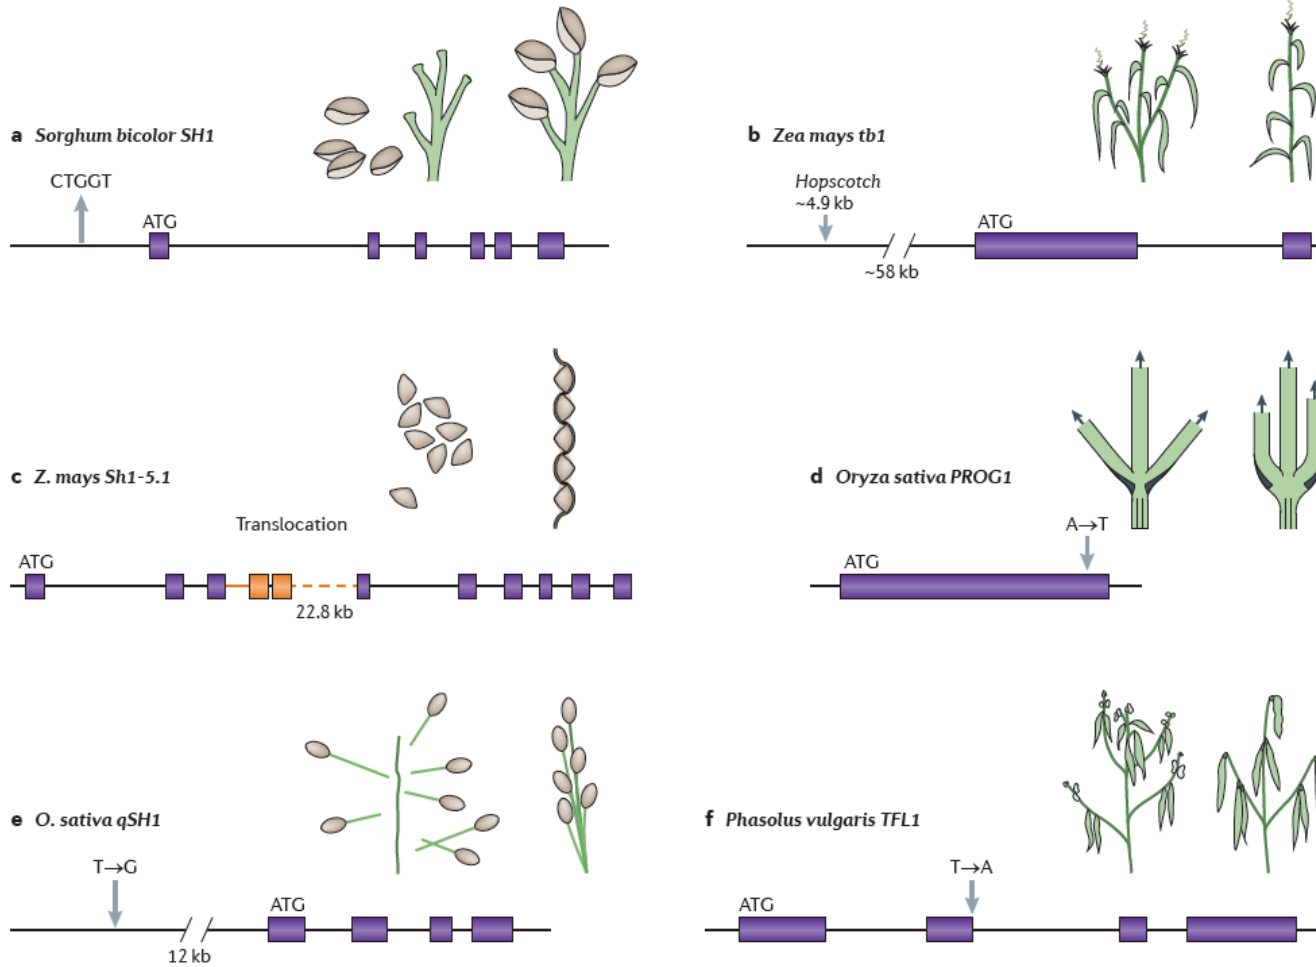 a Sorghum bicolor SH1
CTGGT
ATG
b Zea mays tb1
Hopscotch
~4.9 kb
ATG
~58 kb
c Z. mays Sh1-5.1
Translocation
ATG
22.8 kb
d Oryza sativa PROG1
A→T
ATG
e O. sativa qSH1
T→G
ATG
12 kb
f Phasolus vulgaris TFL1
T→A
ATG